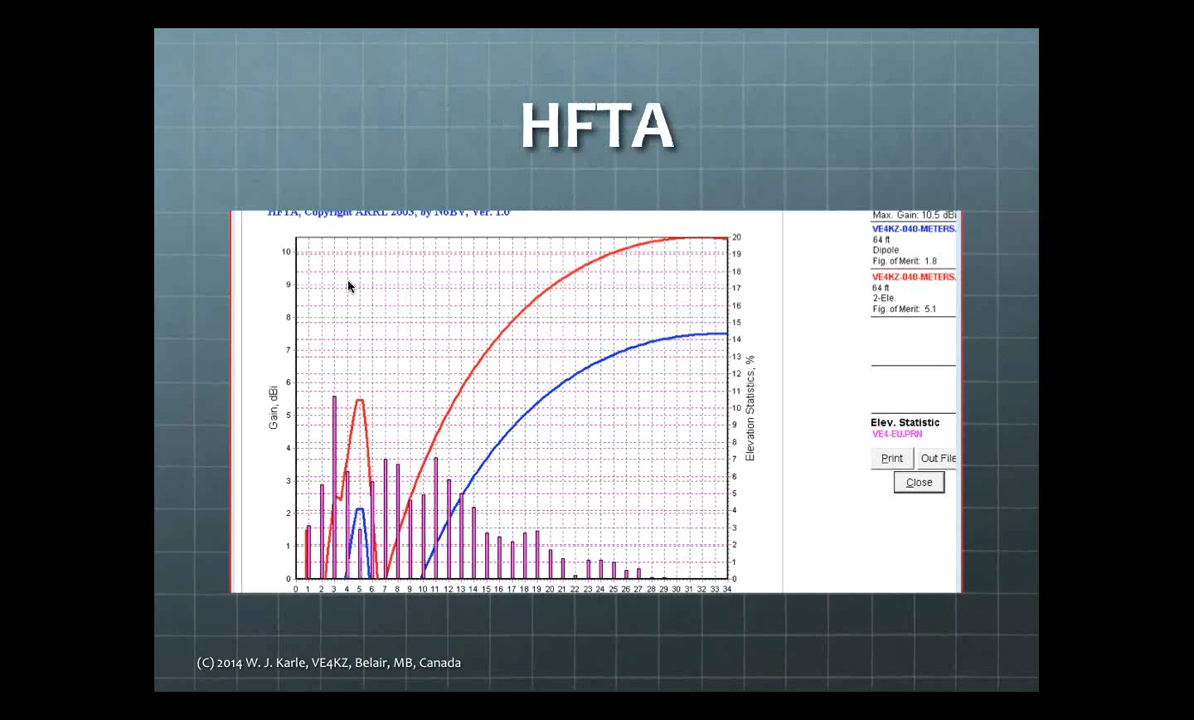 HFTA
HFTA, Copyright ARRL 2003, by N6BV, Ver. 1.0
Max. Gain: 10.5 dBi
VE4KZ-040-METERS.
64 ft
Dipole
Fig. of Merit: 1.8
VE4KZ-040-METERS.
64 ft
2-Ele.
Fig. of Merit: 5.1
Elev. Statistic
VE4-EU.PRN
Print Out File
Close
Gain, dBi
10
9
8
7
6
5
4
3
2
1
0
Elevation Statistics, %
20
19
18
17
16
15
14
13
12
11
10
9
8
7
6
5
4
3
2
1
0
0 1 2 3 4 5 6 7 8 9 10 11 12 13 14 15 16 17 18 19 20 21 22 23 24 25 26 27 28 29 30 31 32 33 34
(C) 2014 W. J. Karle, VE4KZ, Belair, MB, Canada